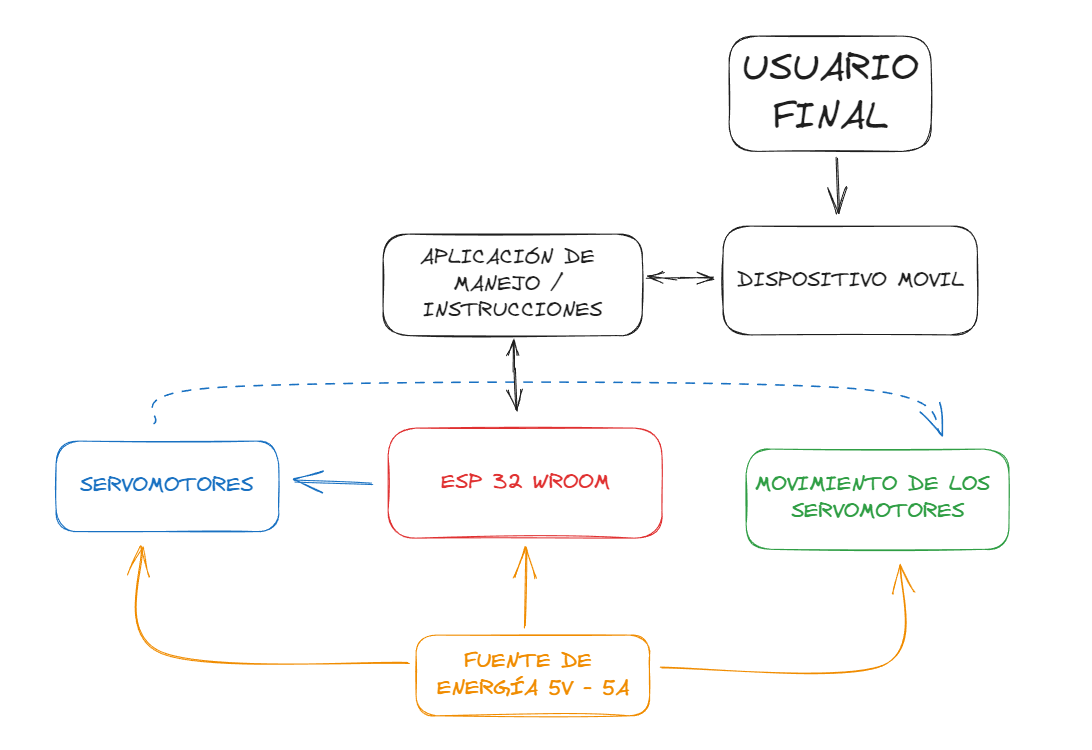 USUARIO
FINAL
APLICACIÓN DE
MANEJO /
INSTRUCCIONES
DISPOSITIVO MOVIL
SERVOMOTORES
ESP 32 WROOM
MOVIMIENTO DE LOS
SERVOMOTORES
FUENTE DE
ENERGÍA 5V - 5A